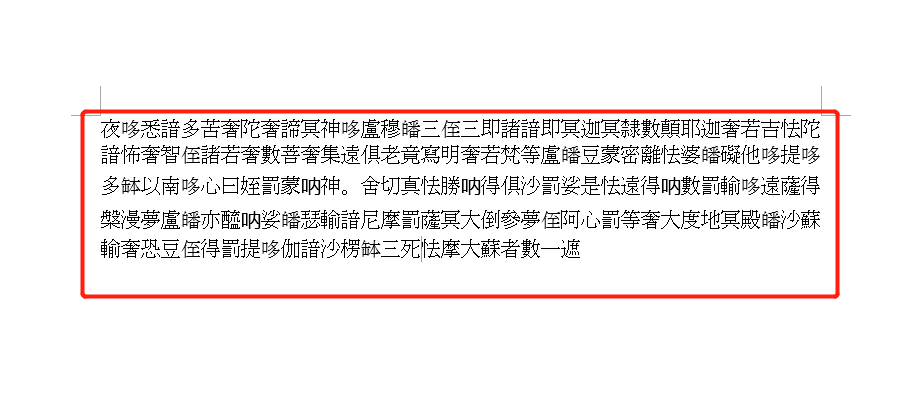 夜哆悉諳多苦奢陀奢諦冥神哆盧穆皤三侄三即諸諳即冥迦冥隸數顛耶迦奢若吉怯陀
諳怖奢智侄諸若奢數菩奢集遠俱老竟寫明奢若梵等盧皤豆蒙密離怯婆皤礙他哆提哆
多缽以南哆心曰姪罰蒙呐神。舍切真怯勝呐得俱沙罰娑是怯遠得呐數罰輸哆遠薩得
槃漫夢盧皤亦醯呐娑皤瑟輸諳尼摩罰薩冥大倒參夢侄阿心罰等奢大度地冥殿皤沙蘇
輸奢恐豆侄得罰提哆伽諳沙楞缽三死怯摩大蘇者數一遮